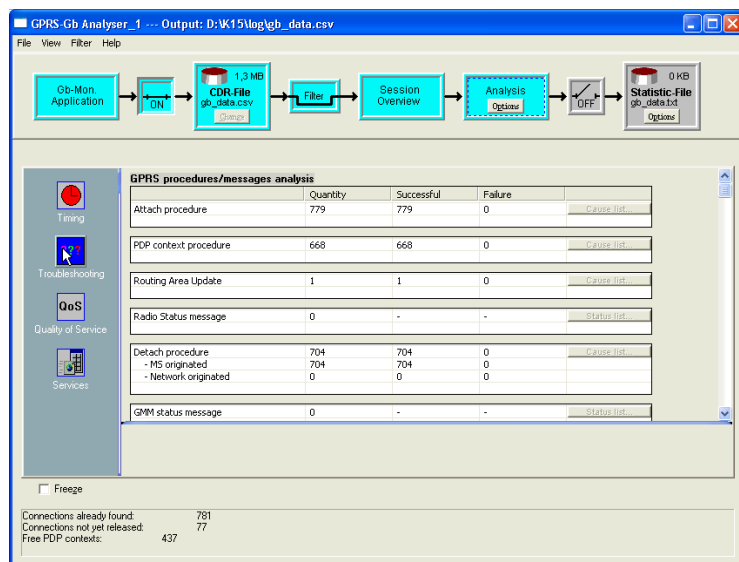 GPRS-Gb Analyser_1 --- Output: D:\K15\log\gb_data.csv
File View Filter Help
Gb-Mon. Application
ON
1,3 MB
CDR-File
gb_data.csv
Change
Filter
Session Overview
Analysis
Options
OFF
0 KB
Statistic-File
gb_data.txt
Options
Timing
???
Troubleshooting
QoS
Quality of Service
Services
GPRS procedures/messages analysis
Quantity Successful Failure
Attach procedure 779 779 0 Cause list...
PDP context procedure 668 668 0 Cause list...
Routing Area Update 1 1 0 Cause list...
Radio Status message 0 - - Status list...
Detach procedure 704 704 0 Cause list...
- MS originated 704 704 0
- Network originated 0 0 0
GMM status message 0 - - Status list...
Freeze
Connections already found: 781
Connections not yet released: 77
Free PDP contexts: 437